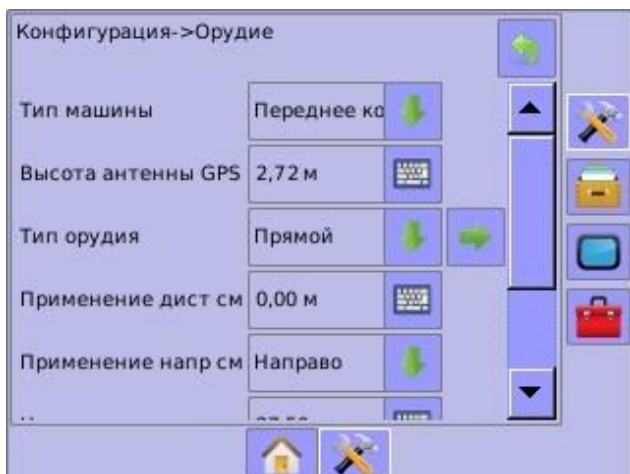 Конфигурация->Орудие
Тип машины Переднее ко
Высота антенны GPS 2,72 м
Тип орудия Прямой
Применение дист см 0,00 м
Применение напр см Направо